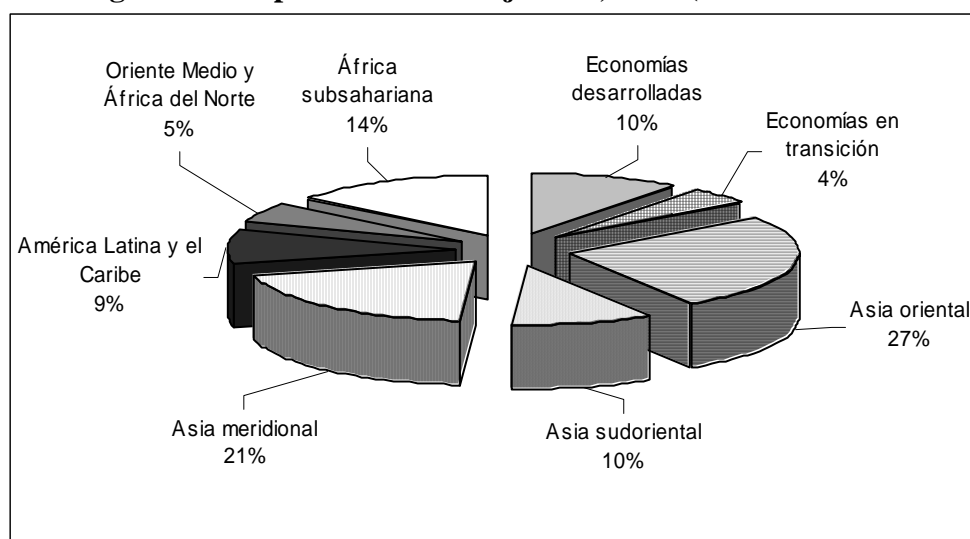 Oriente Medio y
África del Norte
5%
África
subsahariana
14%
Economías
desarrolladas
10%
Economías en
transición
4%
América Latina y el
Caribe
9%
Asia oriental
27%
Asia meridional
21%
Asia sudoriental
10%